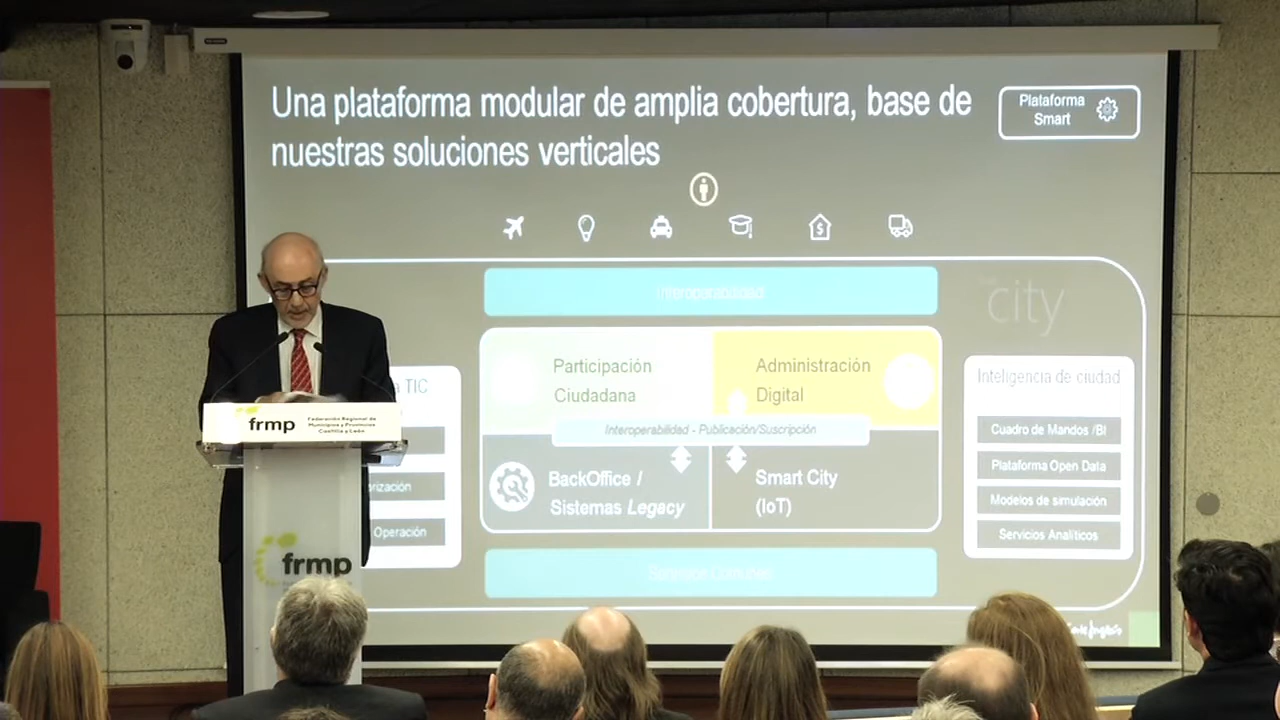 Una plataforma modular de amplia cobertura, base de
nuestras soluciones verticales
Plataforma
Smart
Interoperabilidad
city
Participación
Ciudadana
Administración
Digital
Interoperabilidad - Publicación/Suscripción
BackOffice /
Sistemas Legacy
Smart City
(IoT)
Servicios Comunes
TIC
Operación
Inteligencia de ciudad
Cuadro de Mandos /BI
Plataforma Open Data
Modelos de simulación
Servicios Analíticos
frmp
Federación Regional de
Municipios y Provincias
Castilla y León
frmp